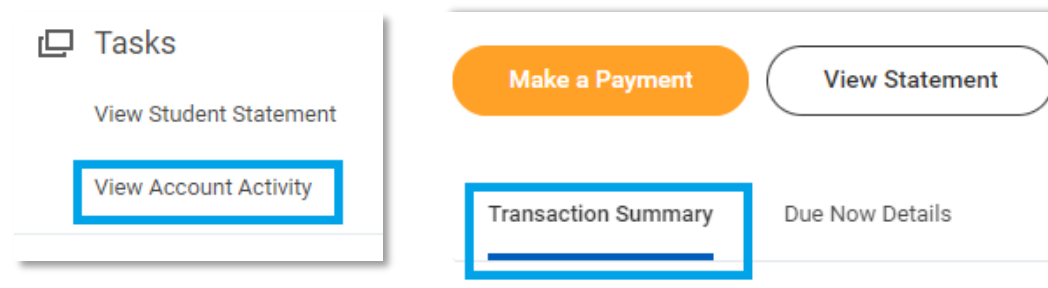 Tasks
View Student Statement
View Account Activity
Make a Payment
View Statement
Transaction Summary
Due Now Details